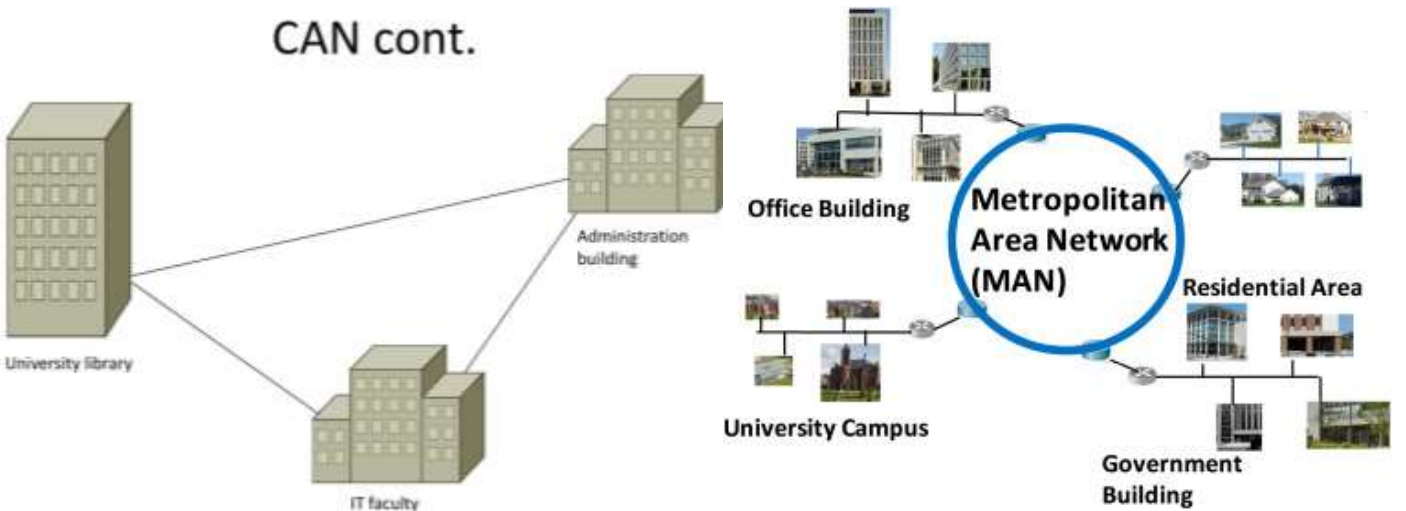 CAN cont.
University library
Administration
building
IT faculty
Office Building
Metropolitan
Area Network
(MAN)
Residential Area
University Campus
Government
Building